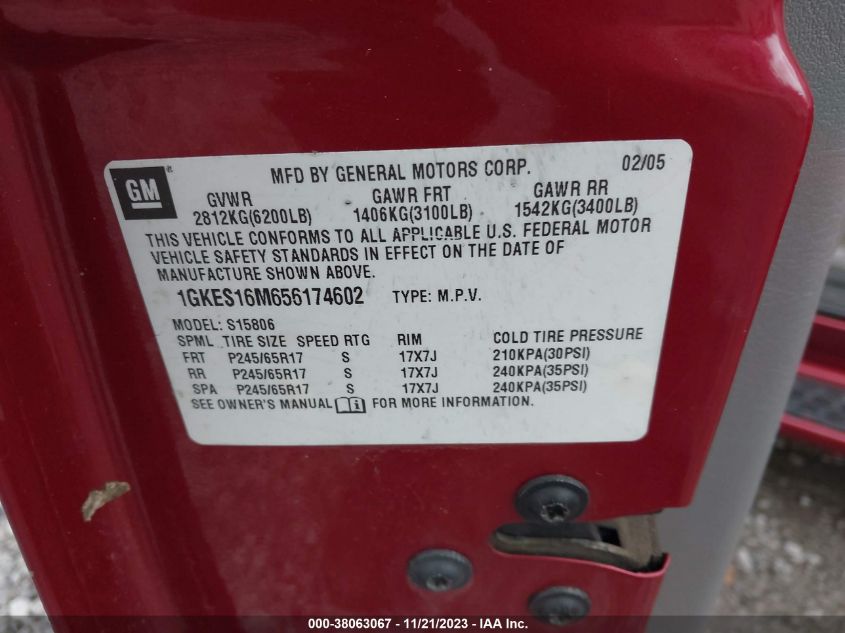 GM
MFD BY GENERAL MOTORS CORP. 02/05
GVWR GAWR FRT GAWR RR
2812KG(6200LB) 1406KG(3100LB) 1542KG(3400LB)
THIS VEHICLE CONFORMS TO ALL APPLICABLE U.S. FEDERAL MOTOR
VEHICLE SAFETY STANDARDS IN EFFECT ON THE DATE OF
MANUFACTURE SHOWN ABOVE.
1GKES16M656174602 TYPE: M.P.V.
MODEL: S15806
SPML TIRE SIZE SPEED RTG RIM COLD TIRE PRESSURE
FRT P245/65R17 S 17X7J 210KPA(30PSI)
RR P245/65R17 S 17X7J 240KPA(35PSI)
SPA P245/65R17 S 17X7J 240KPA(35PSI)
SEE OWNER'S MANUAL FOR MORE INFORMATION.
000-38063067 - 11/21/2023 - IAA Inc.